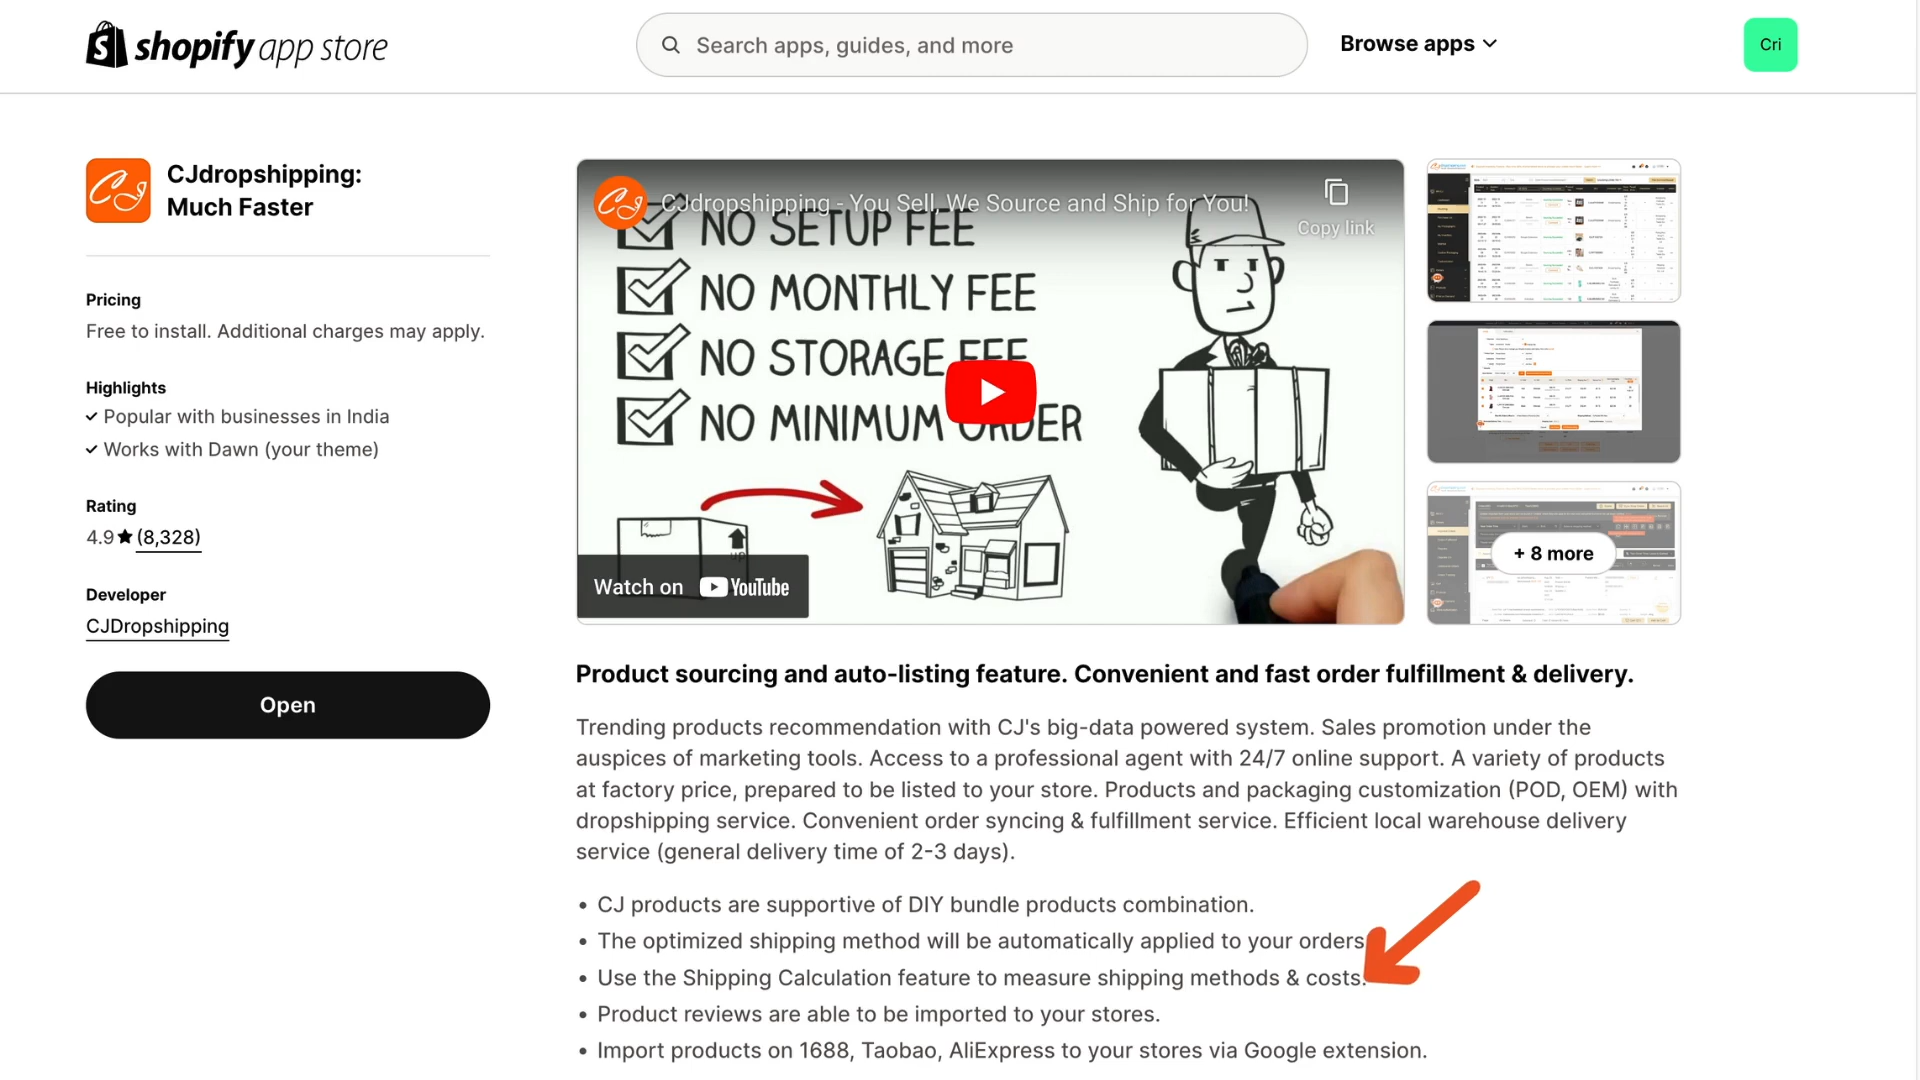 shopify app store
Search apps, guides, and more
Browse apps
Cri
CJdropshipping:
Much Faster
Pricing
Free to install. Additional charges may apply.
Highlights
Popular with businesses in India
Works with Dawn (your theme)
Rating
4.9★ (8,328)
Developer
CJDropshipping
Open
CJ
CJdropshipping - You Sell, We Source and Ship for You!
Copy link
NO SETUP FEE
NO MONTHLY FEE
NO STORAGE FEE
NO MINIMUM ORDER
up
Watch on YouTube
+ 8 more
Product sourcing and auto-listing feature. Convenient and fast order fulfillment & delivery.
Trending products recommendation with CJ's big-data powered system. Sales promotion under the
auspices of marketing tools. Access to a professional agent with 24/7 online support. A variety of products
at factory price, prepared to be listed to your store. Products and packaging customization (POD, OEM) with
dropshipping service. Convenient order syncing & fulfillment service. Efficient local warehouse delivery
service (general delivery time of 2-3 days).
• CJ products are supportive of DIY bundle products combination.
• The optimized shipping method will be automatically applied to your orders
• Use the Shipping Calculation feature to measure shipping methods & costs.
• Product reviews are able to be imported to your stores.
• Import products on 1688, Taobao, AliExpress to your stores via Google extension.